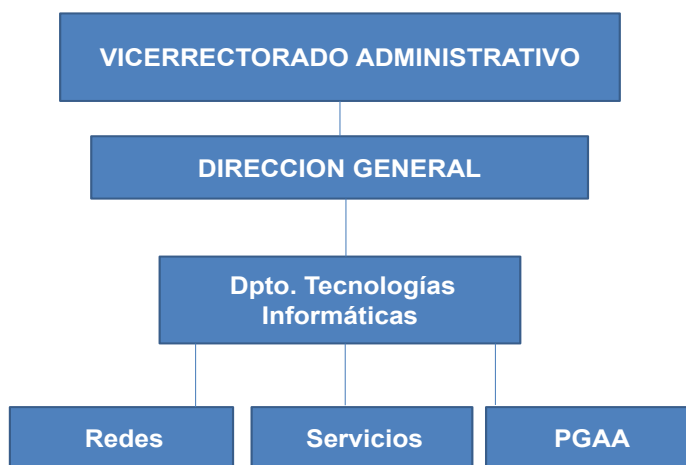 VICERRECTORADO ADMINISTRATIVO
DIRECCION GENERAL
Dpto. Tecnologías
Informáticas
Redes
Servicios
PGAA